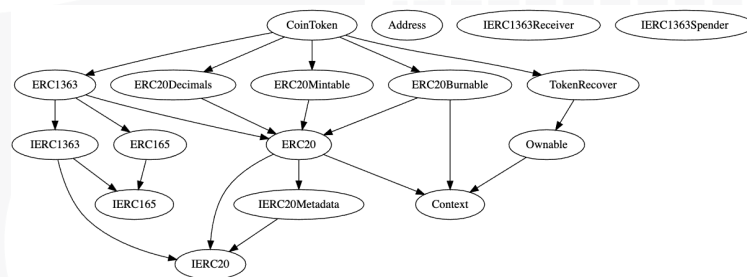 CoinToken Address IERC1363Receiver IERC1363Spender
ERC1363 ERC20Decimals ERC20Mintable ERC20Burnable TokenRecover
IERC1363 ERC165 ERC20 Ownable
IERC165 IERC20Metadata Context
IERC20